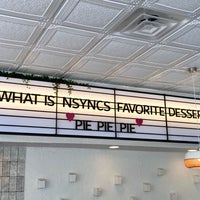 WHAT IS NSYNCS FAVORITE DESSER
PIE PIE PIE